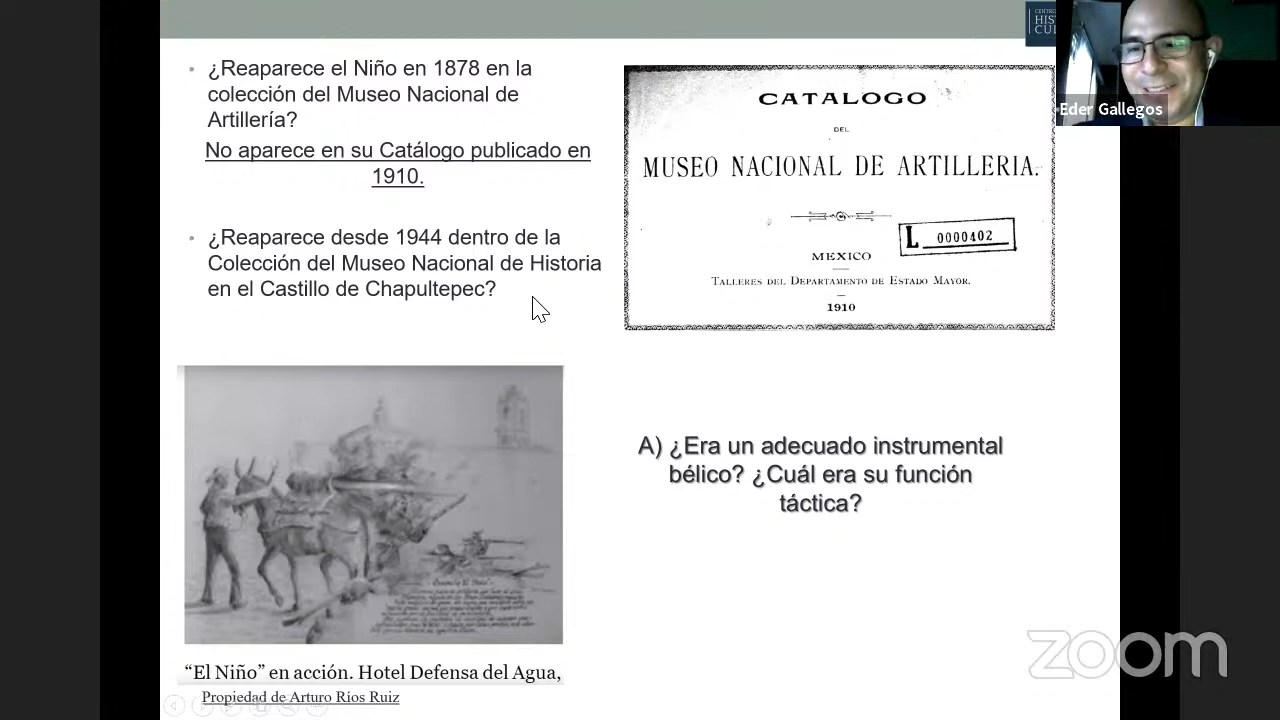 ¿Reaparece el Niño en 1878 en la
colección del Museo Nacional de
Artillería?
No aparece en su Catálogo publicado en
1910.
¿Reaparece desde 1944 dentro de la
Colección del Museo Nacional de Historia
en el Castillo de Chapultepec?
CATALOGO
DEL
MUSEO NACIONAL DE ARTILLERIA.
L 0000402
MEXICO
TALLERES DEL DEPARTAMENTO DE ESTADO MAYOR.
1910
Eder Gallegos
A) ¿Era un adecuado instrumental
bélico? ¿Cuál era su función
táctica?
“El Niño” en acción. Hotel Defensa del Agua,
Propiedad de Arturo Ríos Ruiz
zoom